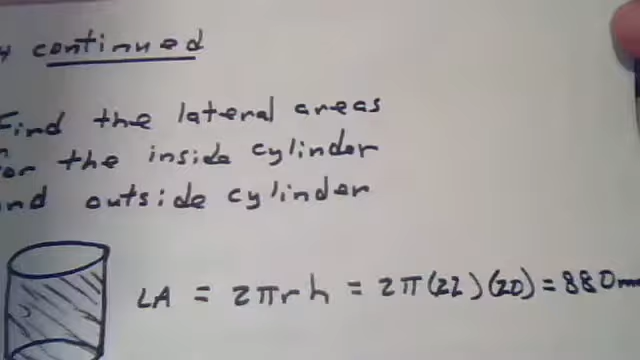 continued
Find the lateral areas
for the inside cylinder
and outside cylinder
LA = 2πrh = 2π(22)(20) = 880